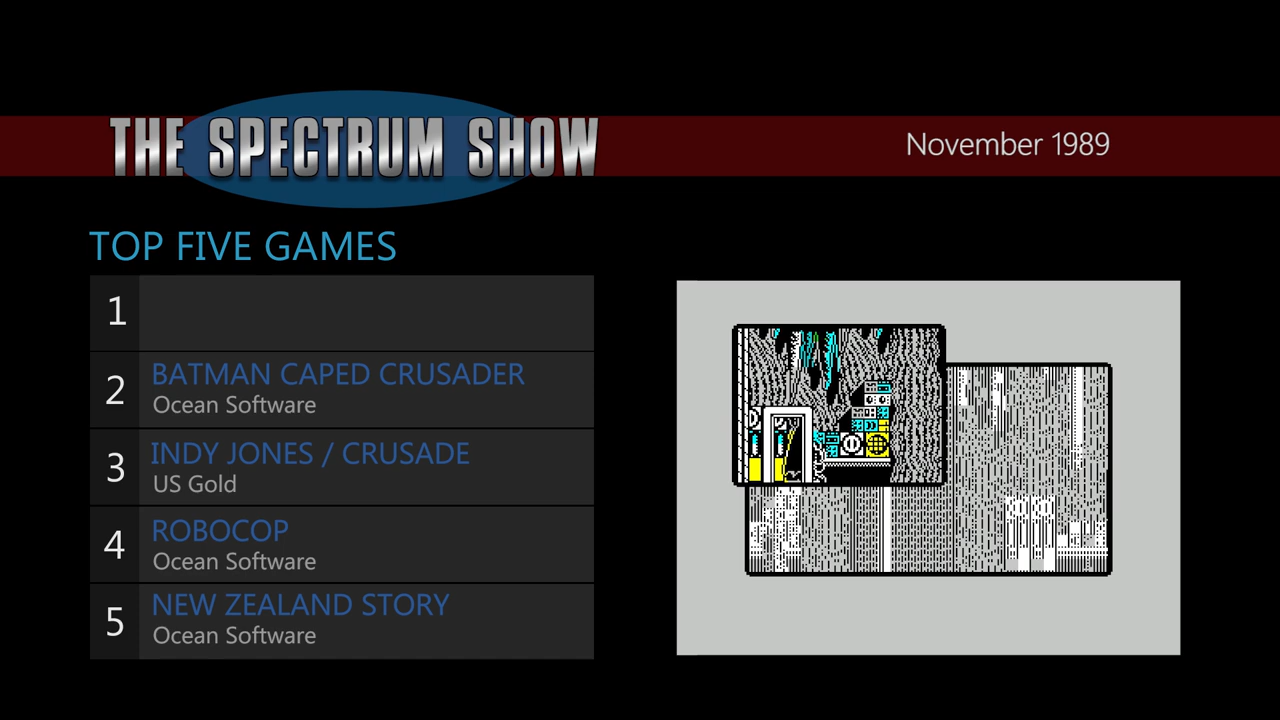 THE SPECTRUM SHOW
November 1989
TOP FIVE GAMES
1
2
BATMAN CAPED CRUSADER
Ocean Software
3
INDY JONES / CRUSADE
US Gold
4
ROBOCOP
Ocean Software
5
NEW ZEALAND STORY
Ocean Software